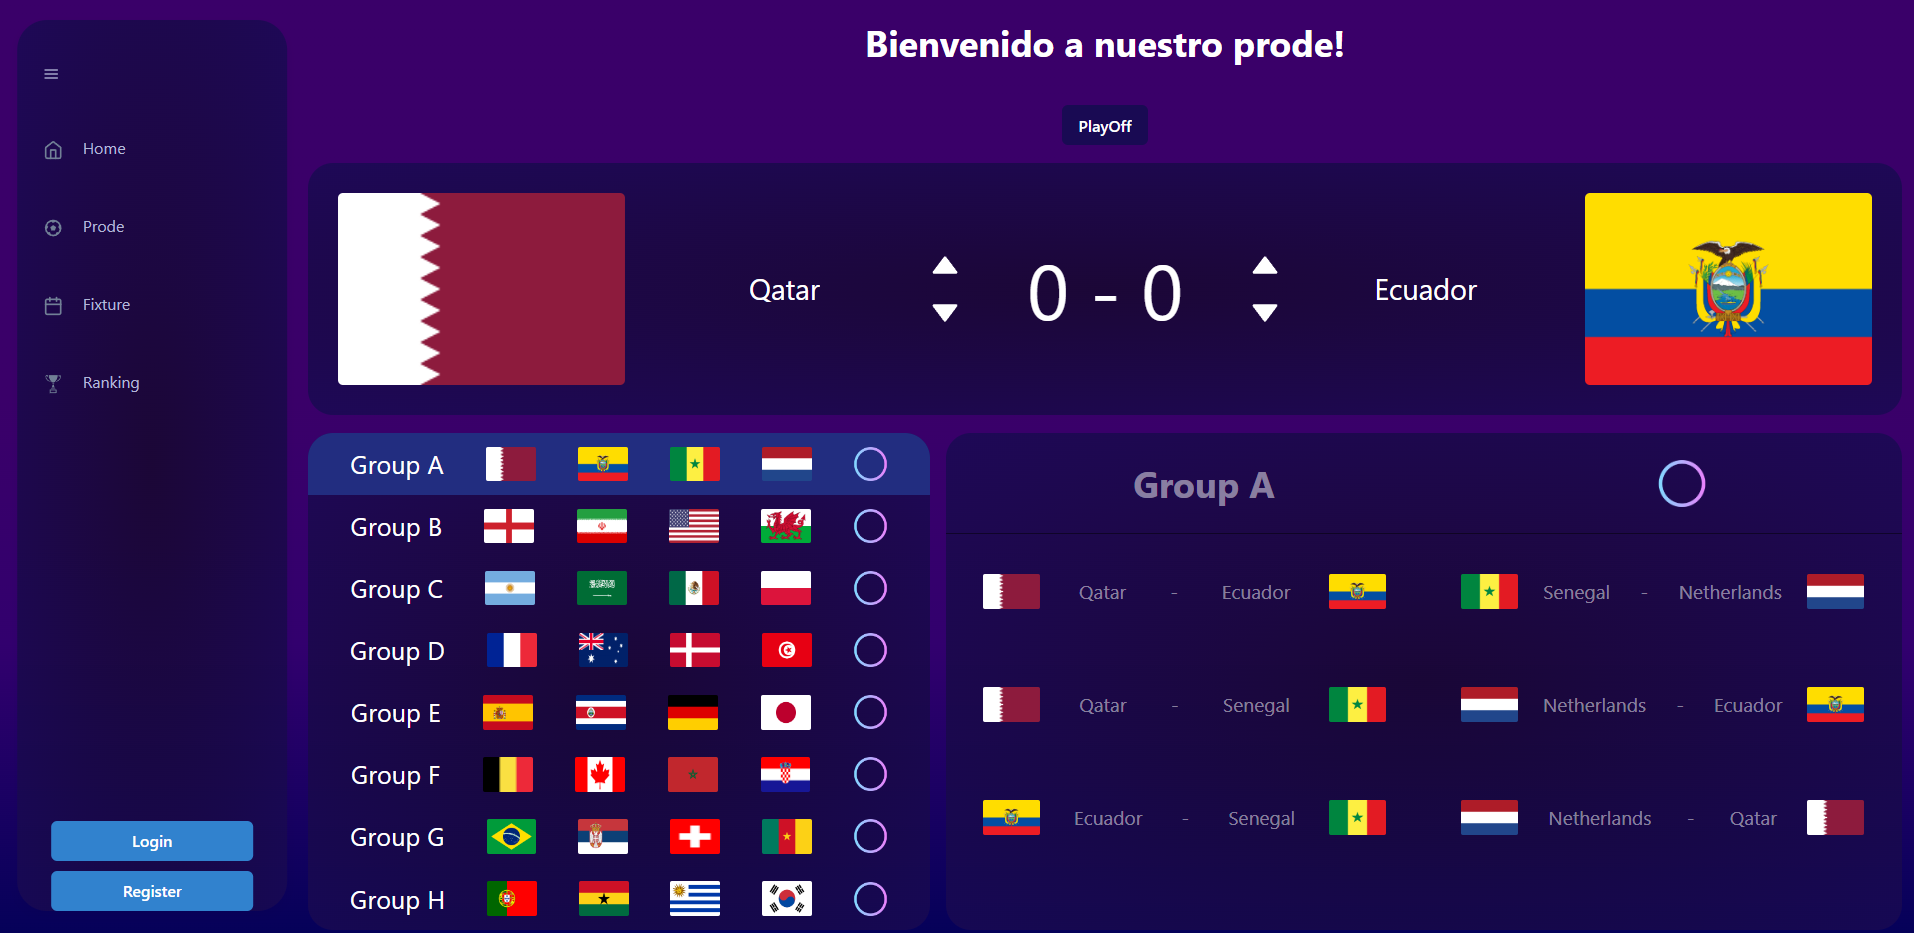 Bienvenido a nuestro prode!
PlayOff
Home
Prode
Fixture
Ranking
Login
Register
Qatar 0 - 0 Ecuador
Group A
Group B
Group C
Group D
Group E
Group F
Group G
Group H
Group A
Qatar - Ecuador
Senegal - Netherlands
Qatar - Senegal
Netherlands - Ecuador
Ecuador - Senegal
Netherlands - Qatar